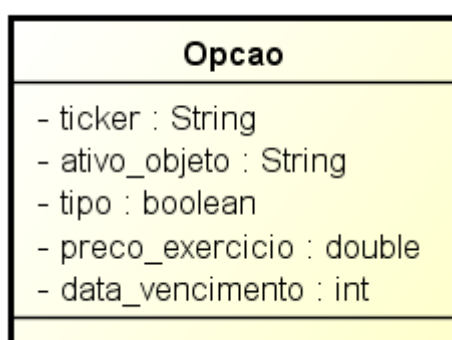 Opcao
- ticker : String
- ativo_objeto : String
- tipo : boolean
- preco_exercicio : double
- data_vencimento : int